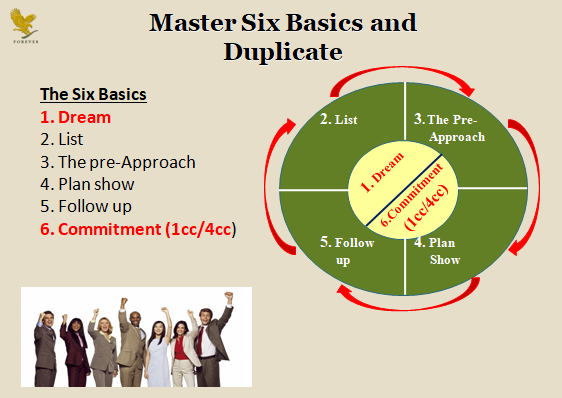 FOREVER
Master Six Basics and
Duplicate
The Six Basics
1. Dream
2. List
3. The pre-Approach
4. Plan show
5. Follow up
6. Commitment (1cc/4cc)
2. List
3. The Pre-
Approach
1. Dream
6.Commitment
(1cc/4cc)
5. Follow
up
4. Plan
Show